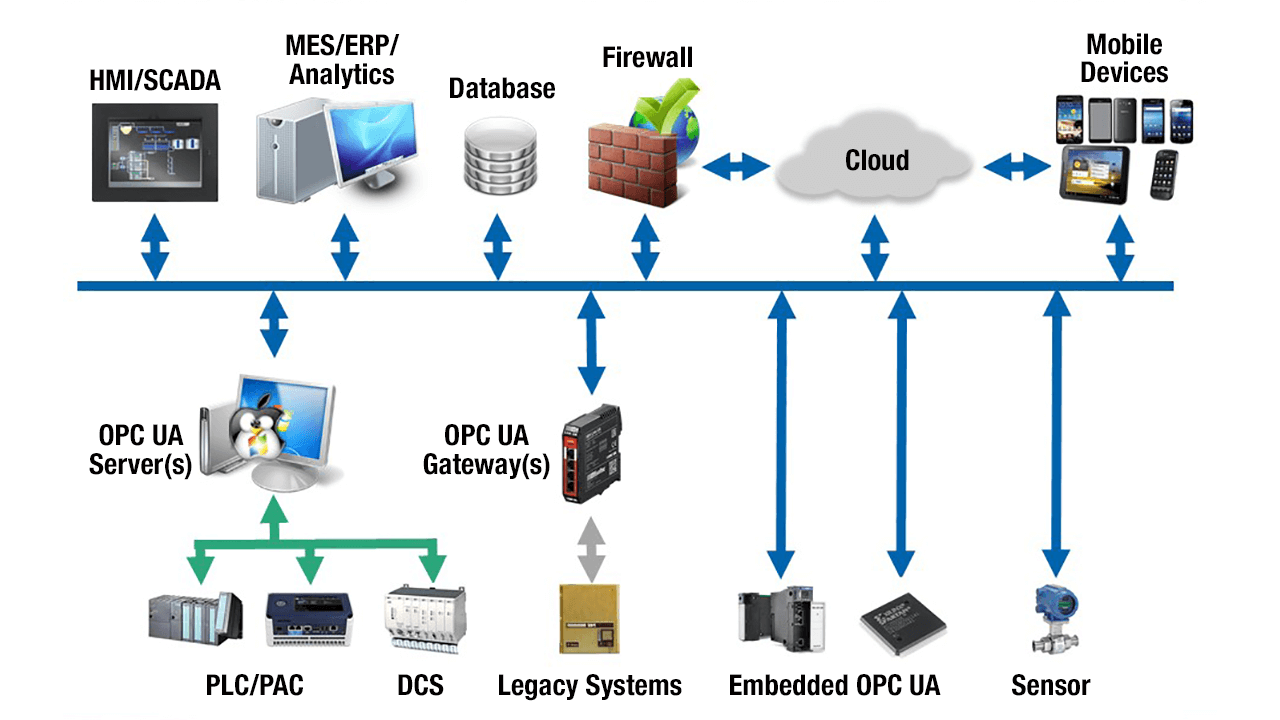 MES/ERP/
Analytics
HMI/SCADA
Database
Firewall
Cloud
Mobile
Devices
OPC UA
Server(s)
OPC UA
Gateway(s)
PLC/PAC
DCS
Legacy Systems
Embedded OPC UA
Sensor